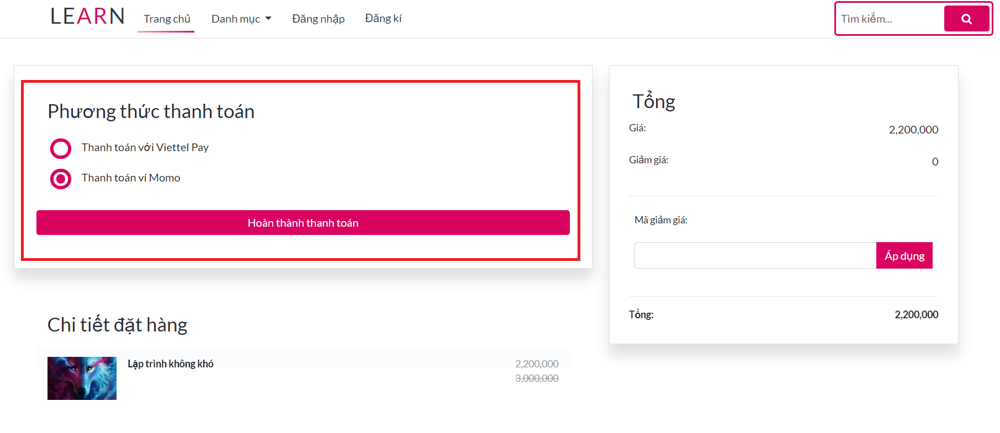 LEARN Trang chủ Danh mục Đăng nhập Đăng kí Tìm kiếm...
Phương thức thanh toán
Thanh toán với Viettel Pay
Thanh toán ví Momo
Hoàn thành thanh toán
Chi tiết đặt hàng
Lập trình không khó 2,200,000
3,000,000
Tổng
Giá: 2,200,000
Giảm giá: 0
Mã giảm giá:
Áp dụng
Tổng: 2,200,000